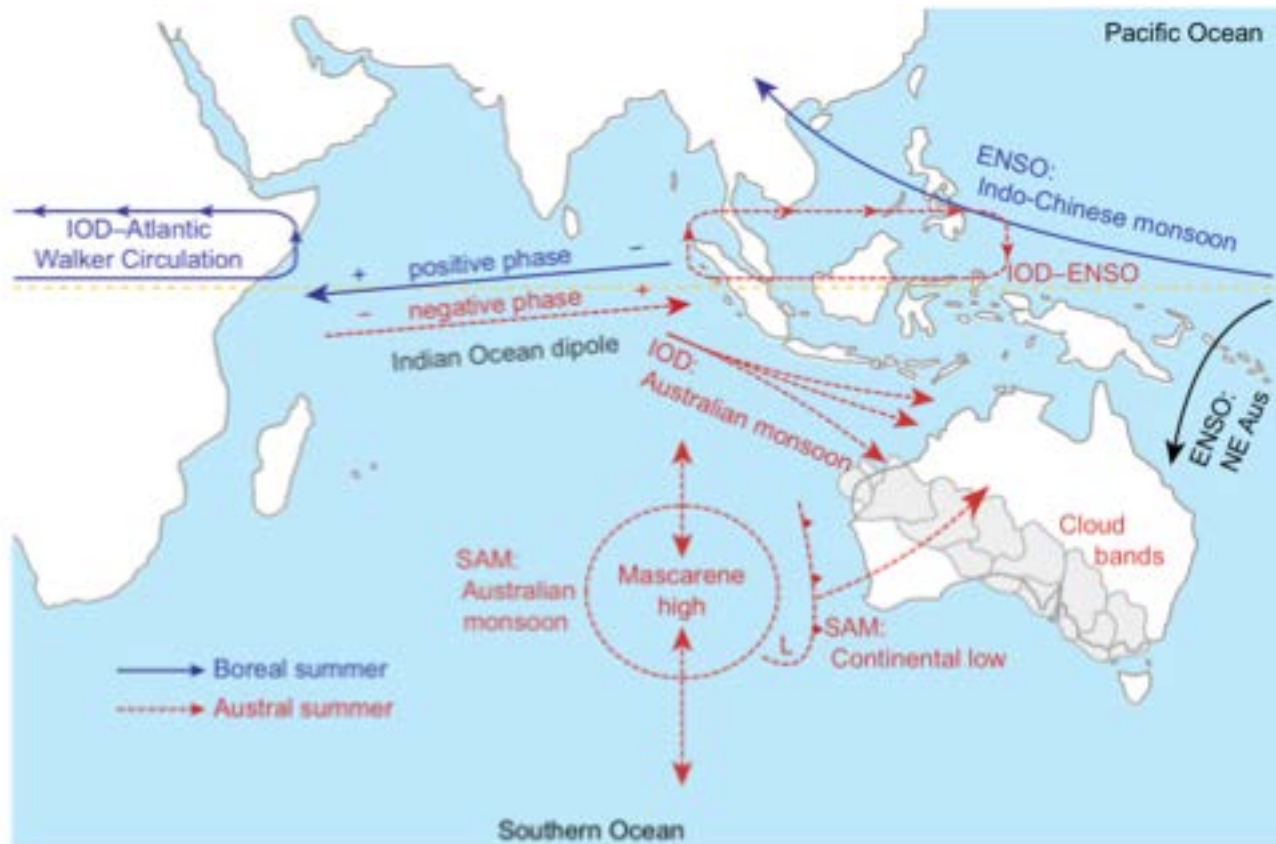 Pacific Ocean
ENSO:
Indo-Chinese monsoon
IOD–Atlantic
Walker Circulation
+ positive phase –
– negative phase +
Indian Ocean dipole
IOD–ENSO
IOD:
Australian monsoon
ENSO:
NE Aus
Cloud
bands
SAM:
Australian
monsoon
Mascarene
high
L
SAM:
Continental low
Boreal summer
Austral summer
Southern Ocean